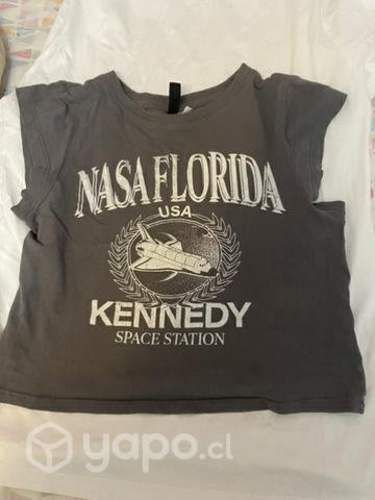 NASA FLORIDA
USA
KENNEDY
SPACE STATION
yapo.cl